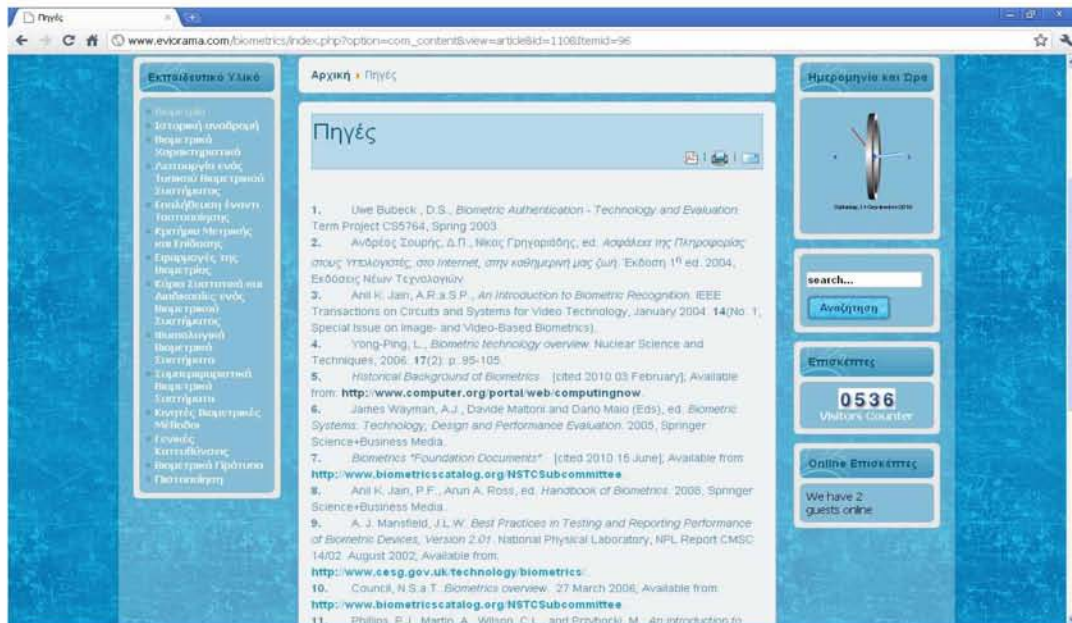 Πηγές
www.eviorama.com/biometrics/index.php?option=com_content&view=article&id=110&Itemid=96
Εκπαιδευτικό Υλικό
Βιομετρία
Ιστορική αναδρομή
Βιομετρικά
Χαρακτηριστικά
Λειτουργία ενός
Τυπικού Βιομετρικού
Συστήματος
Επαλήθευση έναντι
Ταυτοποίησης
Κριτήρια Μετρικής
και Επίδοσης
Εφαρμογές της
Βιομετρίας
Κύρια Συστατικά και
Διαδικασίες ενός
Βιομετρικού
Συστήματος
Φυσιολογικά
Βιομετρικά
Συστήματα
Συμπεριφοριστικά
Βιομετρικά
Συστήματα
Κινητές Βιομετρικές
Μέθοδοι
Γενικές
Κατευθύνσεις
Βιομετρικά Πρότυπα
Πιστοποίηση
Αρχική Πηγές
Πηγές
1. Uwe Bubeck , D.S., Biometric Authentication - Technology and Evaluation
Term Project CS5764, Spring 2003.
2. Ανδρέας Σουρής, Δ.Π., Νίκος Γρηγοριάδης, ed. Ασφάλεια της Πληροφορίας
στους Υπολογιστές, στο Internet, στην καθημερινή μας ζωή. Έκδοση 1η ed. 2004,
Εκδόσεις Νέων Τεχνολογιών.
3. Anil K. Jain, A.R.a.S.P., An Introduction to Biometric Recognition. IEEE
Transactions on Circuits and Systems for Video Technology, January 2004. 14(No. 1,
Special Issue on Image- and Video-Based Biometrics).
4. Yong-Ping, L., Biometric technology overview. Nuclear Science and
Techniques, 2006. 17(2): p. 95-105.
5. Historical Background of Biometrics. [cited 2010 03 February]; Available
from: http://www.computer.org/portal/web/computingnow.
6. James Wayman, A.J., Davide Maltoni and Dario Maio (Eds), ed. Biometric
Systems: Technology, Design and Performance Evaluation. 2005, Springer
Science+Business Media.
7. Biometrics "Foundation Documents". [cited 2010 15 June]; Available from:
http://www.biometricscatalog.org/NSTCSubcommittee.
8. Anil K. Jain, P.F., Arun A. Ross, ed. Handbook of Biometrics. 2008, Springer
Science+Business Media.
9. A. J. Mansfield, J.L.W. Best Practices in Testing and Reporting Performance
of Biometric Devices, Version 2.01. National Physical Laboratory, NPL Report CMSC
14/02. August 2002; Available from:
http://www.cesg.gov.uk/technology/biometrics/.
10. Council, N.S.a.T. Biometrics overview. 27 March 2006; Available from:
http://www.biometricscatalog.org/NSTCSubcommittee
11. Phillips, P.J., Martin, A., Wilson, C.L., and Przybocki, M., An introduction to
Ημερομηνία και Ώρα
search...
Αναζήτηση
Επισκέπτες
0536
Visitors Counter
Online Επισκέπτες
We have 2
guests online